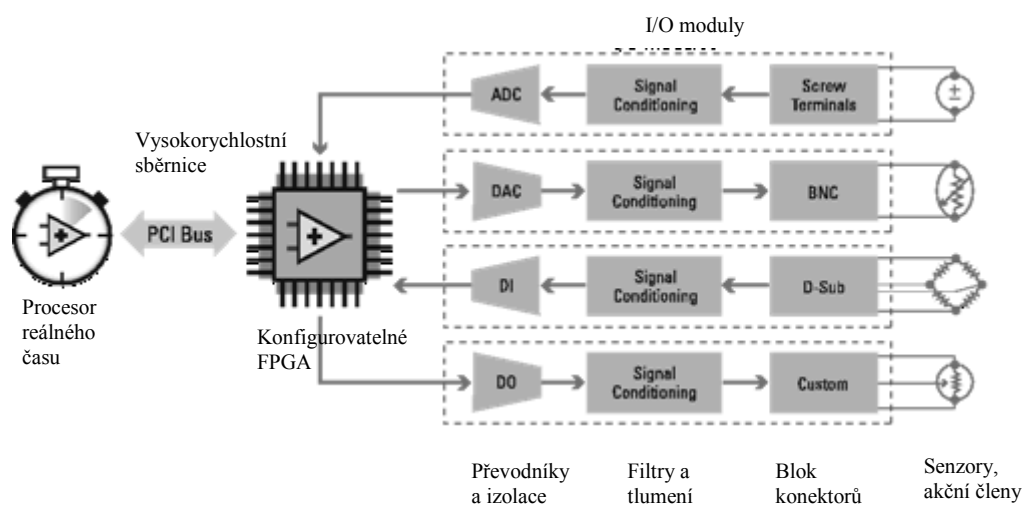 I/O moduly
ADC
Signal
Conditioning
Screw
Terminals
±
Vysokorychlostní
sběrnice
DAC
Signal
Conditioning
BNC
PCI Bus
DI
Signal
Conditioning
D-Sub
Procesor
reálného
času
Konfigurovatelné
FPGA
DO
Signal
Conditioning
Custom
Převodníky
a izolace
Filtry a
tlumení
Blok
konektorů
Senzory,
akční členy